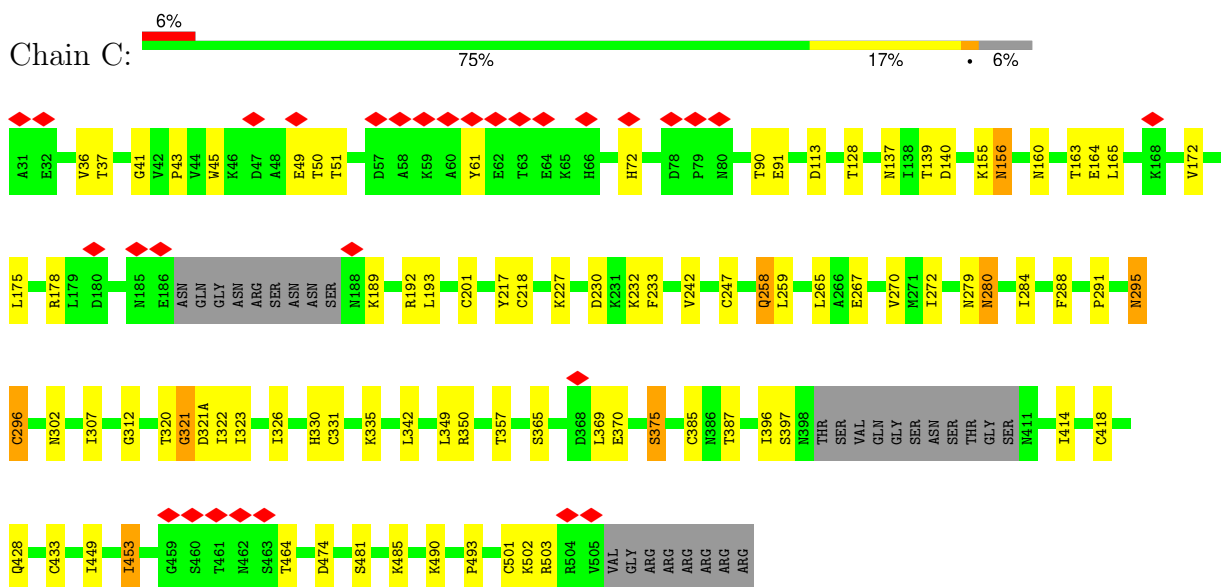 6%
Chain C:
75% 17% • 6%
A31 E32 V36 T37 G41 V42 P43 V44 W45 K46 D47 A48 E49 T50 T51 D57 A58 K59 A60 Y61 E62 T63 E64 K65 H66 H72 D78 P79 N80 T90 E91 D113 T128 N137 I138 T139 D140 K155 N156 N160 T163 E164 L165 K168 V172
L175 R178 L179 D180 N185 E186 ASN GLN GLY ASN ARG SER ASN ASN SER N188 K189 R192 L193 C201 Y217 C218 K227 D230 K231 K232 F233 V242 C247 Q258 L259 L265 A266 E267 V270 M271 I272 N279 N280 I284 F288 P291 N295
C296 N302 I307 G312 T320 G321 D321A I322 I323 I326 H330 C331 K335 L342 L349 R350 T357 S365 D368 L369 E370 S375 C385 N386 T387 I396 S397 N398 THR SER VAL GLN GLY SER ASN SER THR GLY SER N411 I414 C418
Q428 C433 I449 I453 G459 S460 T461 N462 S463 T464 D474 S481 K485 K490 P493 C501 K502 R503 R504 V505 VAL GLY ARG ARG ARG ARG ARG ARG